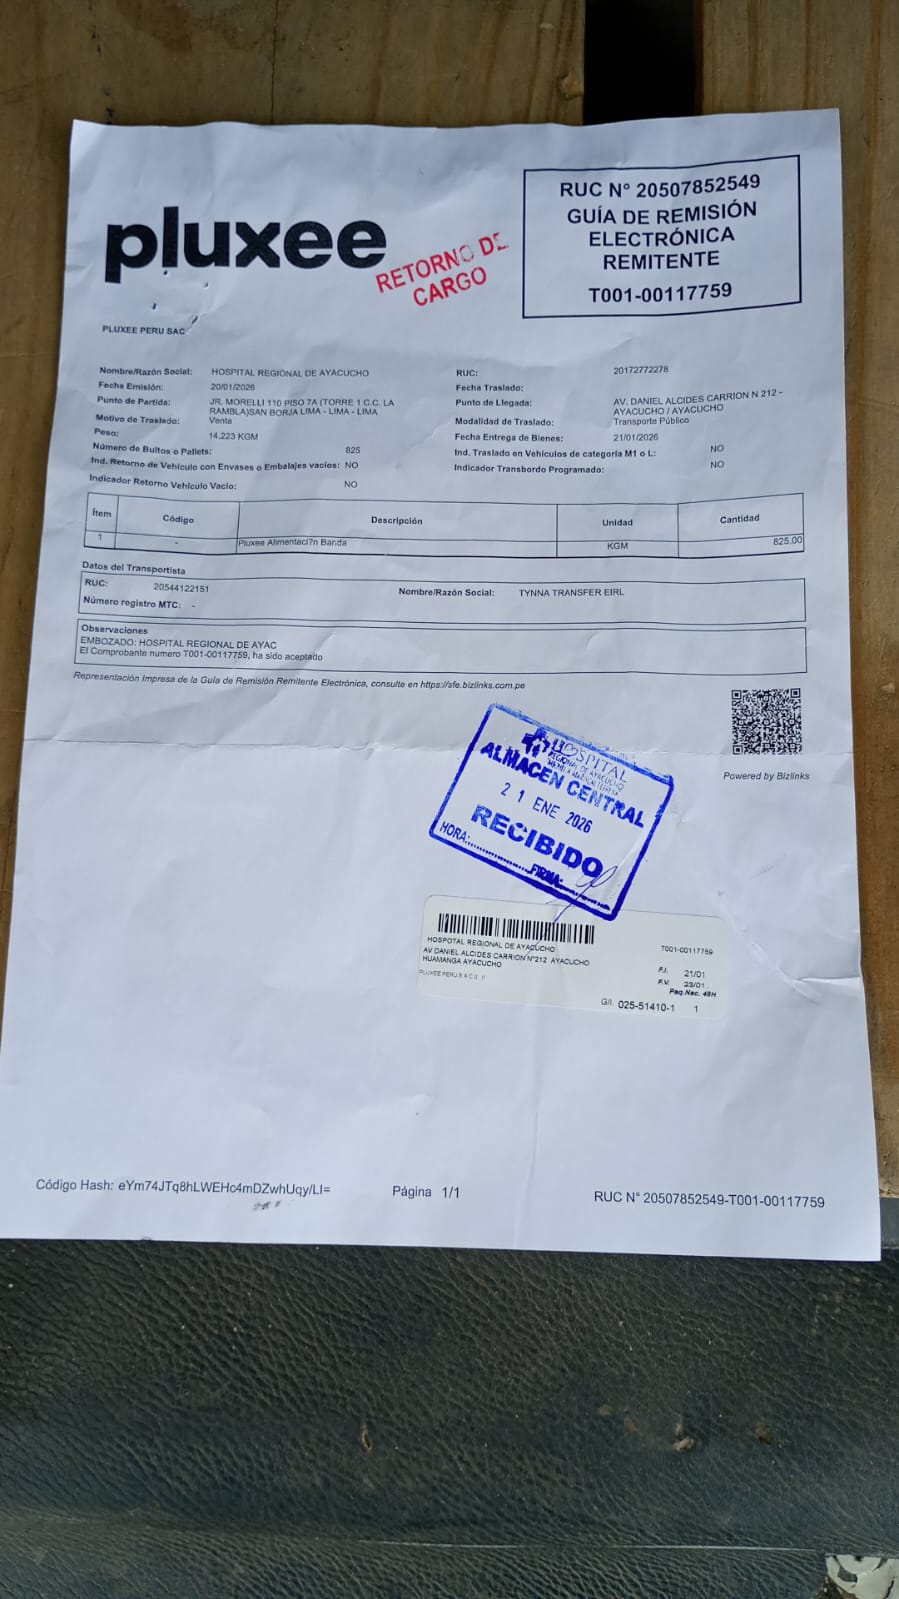 pluxee
RETORNO DE
CARGO
RUC N° 20507852549
GUÍA DE REMISIÓN
ELECTRÓNICA
REMITENTE
T001-00117759
PLUXEE PERU SAC
Nombre/Razón Social: HOSPITAL REGIONAL DE AYACUCHO
Fecha Emisión: 20/01/2026
Punto de Partida: JR. MORELLI 110 PISO 7A (TORRE 1 C.C. LA
RAMBLA)SAN BORJA LIMA - LIMA - LIMA
Motivo de Traslado: Venta
Peso: 14.223 KGM
Número de Bultos o Pallets: 825
Ind. Retorno de Vehículo con Envases o Embalajes vacíos: NO
Indicador Retorno Vehículo Vacío: NO
RUC: 20172772278
Fecha Traslado:
Punto de Llegada: AV. DANIEL ALCIDES CARRION N 212 -
AYACUCHO / AYACUCHO
Modalidad de Traslado: Transporte Público
Fecha Entrega de Bienes: 21/01/2026
Ind. Traslado en Vehículos de categoría M1 o L: NO
Indicador Transbordo Programado: NO
Ítem Código Descripción Unidad Cantidad
1 - Pluxee Alimentaci?n Banda KGM 825.00
Datos del Transportista
RUC: 20544122151 Nombre/Razón Social: TYNNA TRANSFER EIRL
Número registro MTC: -
Observaciones
EMBOZADO: HOSPITAL REGIONAL DE AYAC
El Comprobante numero T001-00117759, ha sido aceptado
Representación Impresa de la Guía de Remisión Remitente Electrónica, consulte en https://sfe.bizlinks.com.pe
Powered by Bizlinks
HOSPITAL
REGIONAL DE AYACUCHO
ALMACEN CENTRAL
21 ENE 2026
RECIBIDO
HORA: FIRMA:
HOSPOTAL REGIONAL DE AYACUCHO
AV DANIEL ALCIDES CARRION N°212 AYACUCHO
HUAMANGA AYACUCHO
PLUXEE PERU S A C
T001-00117759
F.I. 21/01
F.V. 23/01
Paq.Nac. 48H
G/I. 025-51410-1 1
Código Hash: eYm74JTq8hLWEHc4mDZwhUqy/LI=
Página 1/1
RUC N° 20507852549-T001-00117759